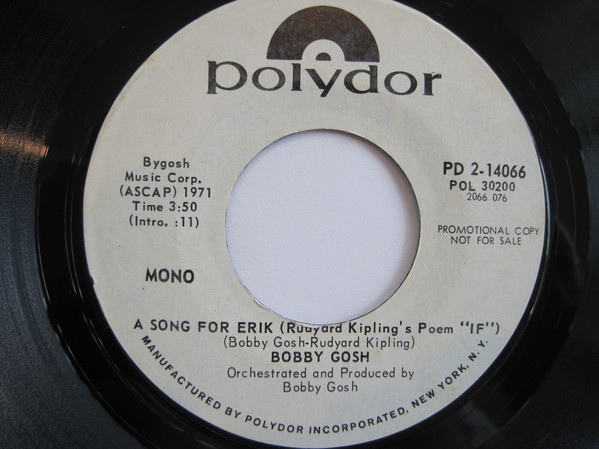 polydor
Bygosh
Music Corp.
(ASCAP) 1971
Time 3:50
(Intro. :11)
PD 2-14066
POL 30200
2066 076
PROMOTIONAL COPY
NOT FOR SALE
MONO
A SONG FOR ERIK (Rudyard Kipling's Poem "IF")
(Bobby Gosh-Rudyard Kipling)
BOBBY GOSH
Orchestrated and Produced by
Bobby Gosh
MANUFACTURED BY POLYDOR INCORPORATED, NEW YORK, N. Y.